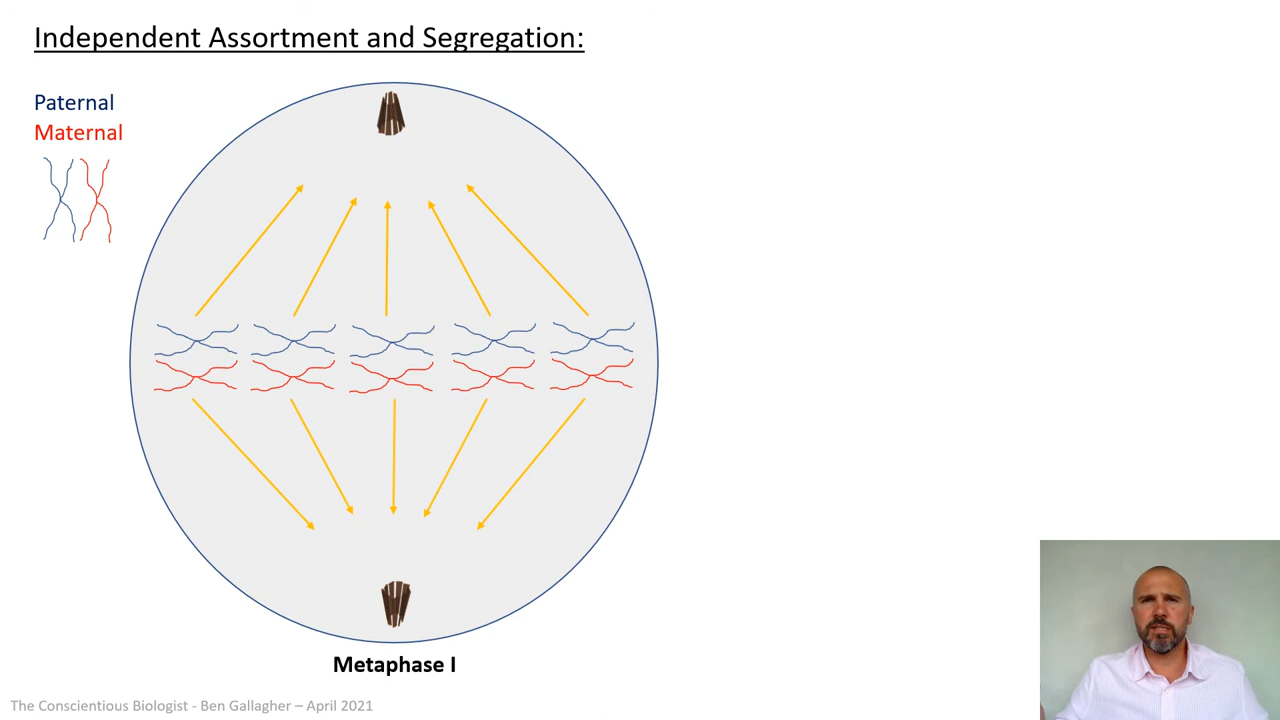 Independent Assortment and Segregation:
Paternal
Maternal
Metaphase I
The Conscientious Biologist - Ben Gallagher – April 2021